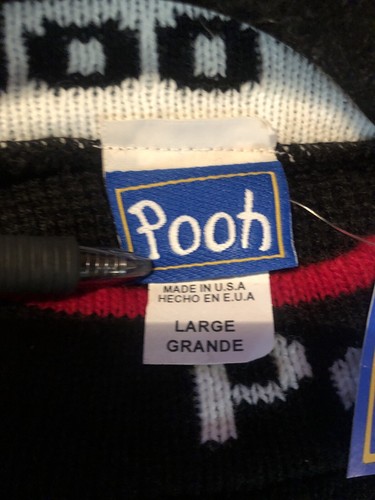 Pooh
MADE IN U.S.A
HECHO EN E.U.A
LARGE
GRANDE
P